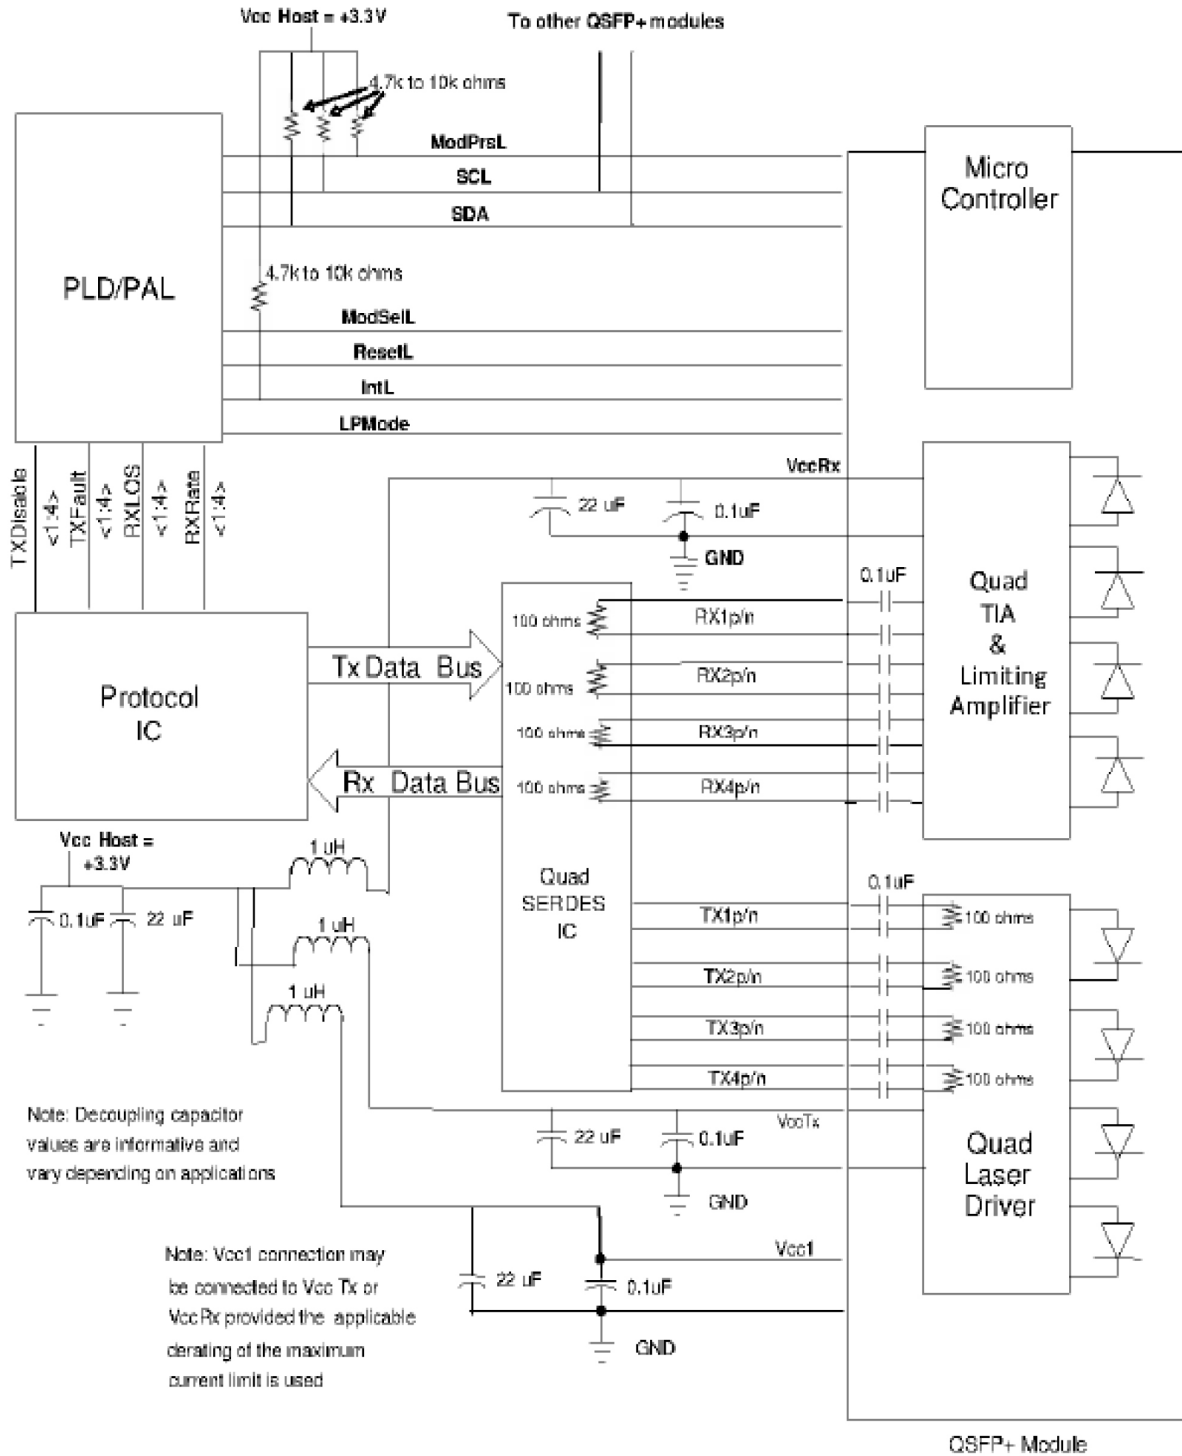 Vcc Host = +3.3V
To other QSFP+ modules
4.7k to 10k ohms
ModPrsL
SCL
SDA
Micro
Controller
PLD/PAL
4.7k to 10k ohms
ModSelL
ResetL
IntL
LPMode
TXDisable
<1:4>
TXFault
<1:4>
RXLOS
<1:4>
RXRate
<1:4>
VccRx
22 uF
0.1uF
GND
0.1uF
Quad
TIA
&
Limiting
Amplifier
100 ohms
RX1p/n
100 ohms
RX2p/n
100 ohms
RX3p/n
100 ohms
RX4p/n
Tx Data Bus
Protocol
IC
Rx Data Bus
Vcc Host =
+3.3V
0.1uF
22 uF
1 uH
1 uH
1 uH
Quad
SERDES
IC
0.1uF
TX1p/n
100 ohms
TX2p/n
100 ohms
TX3p/n
100 ohms
TX4p/n
100 ohms
VccTx
22 uF
0.1uF
GND
Quad
Laser
Driver
Note: Decoupling capacitor
values are informative and
vary depending on applications
Vcc1
22 uF
0.1uF
GND
Note: Vcc1 connection may
be connected to Vcc Tx or
Vcc Rx provided the applicable
derating of the maximum
current limit is used
QSFP+ Module